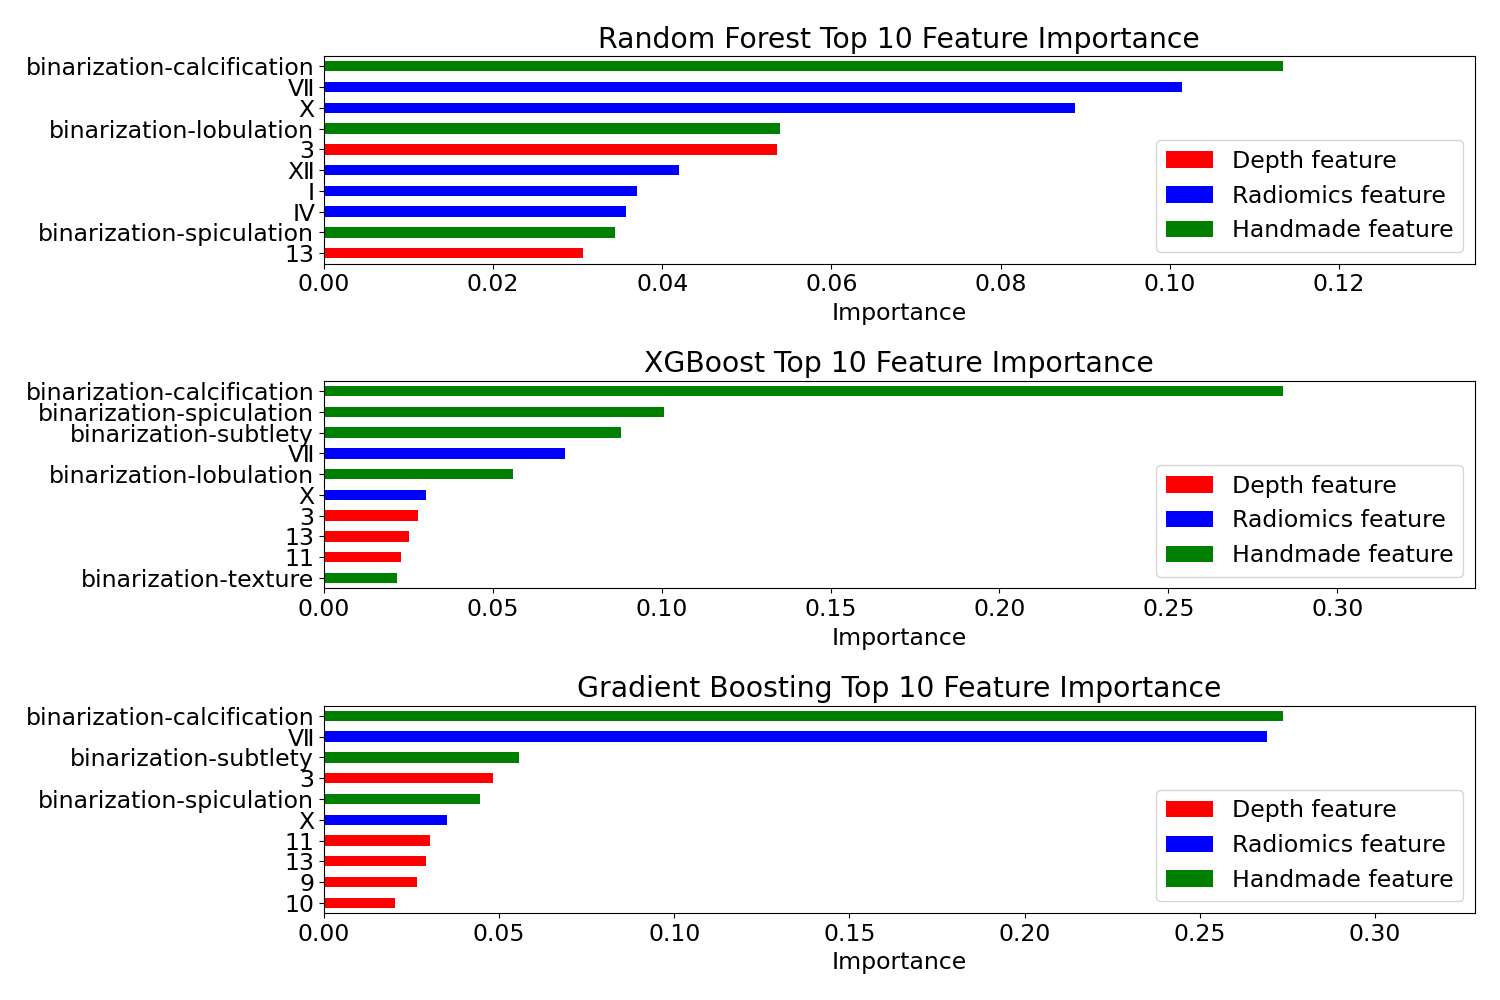 Random Forest Top 10 Feature Importance
binarization-calcification
Ⅶ
X
binarization-lobulation
3
Ⅻ
I
Ⅳ
binarization-spiculation
13
Depth feature
Radiomics feature
Handmade feature
0.00 0.02 0.04 0.06 0.08 0.10 0.12
Importance
XGBoost Top 10 Feature Importance
binarization-calcification
binarization-spiculation
binarization-subtlety
Ⅶ
binarization-lobulation
X
3
13
11
binarization-texture
Depth feature
Radiomics feature
Handmade feature
0.00 0.05 0.10 0.15 0.20 0.25 0.30
Importance
Gradient Boosting Top 10 Feature Importance
binarization-calcification
Ⅶ
binarization-subtlety
3
binarization-spiculation
X
11
13
9
10
Depth feature
Radiomics feature
Handmade feature
0.00 0.05 0.10 0.15 0.20 0.25 0.30
Importance